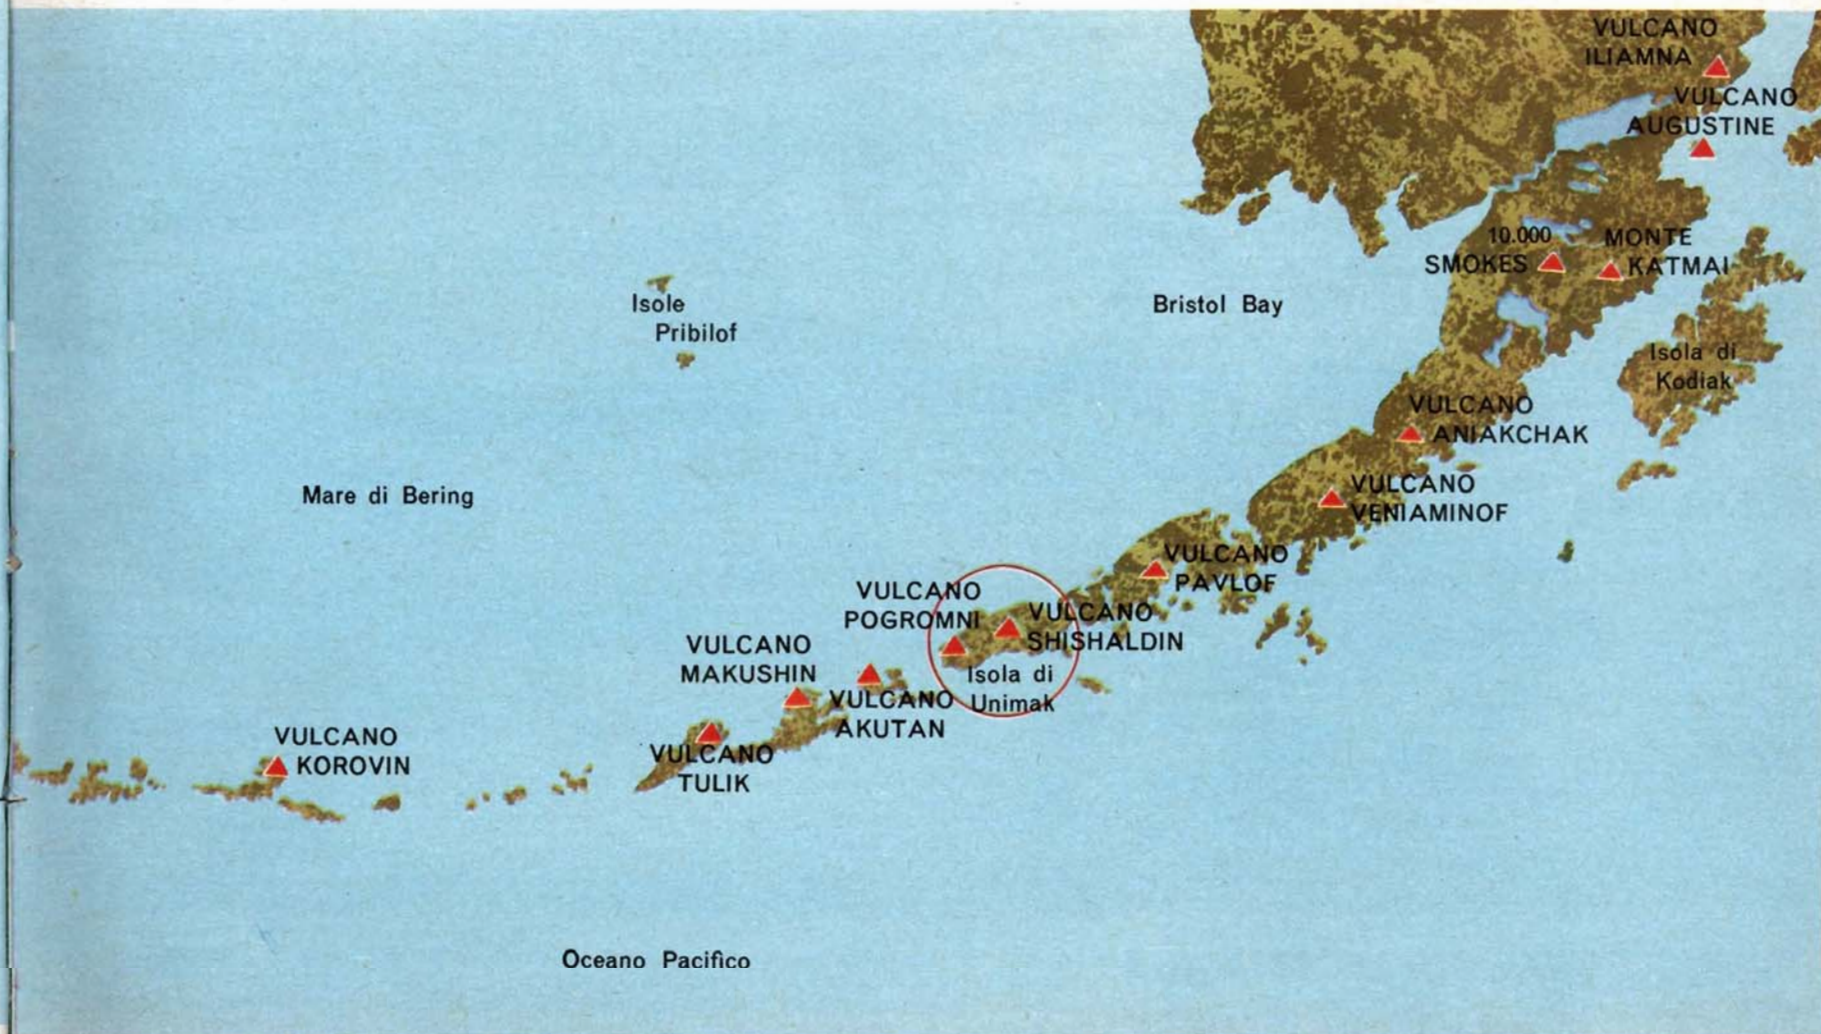 VULCANO
ILIAMNA
VULCANO
AUGUSTINE
10.000
SMOKES
MONTE
KATMAI
Isole
Pribilof
Bristol Bay
Isola di
Kodiak
VULCANO
ANIAKCHAK
Mare di Bering
VULCANO
VENIAMINOF
VULCANO
PAVLOF
VULCANO
POGROMNI
VULCANO
SHISHALDIN
VULCANO
MAKUSHIN
Isola di
Unimak
VULCANO
AKUTAN
VULCANO
KOROVIN
VULCANO
TULIK
Oceano Pacifico